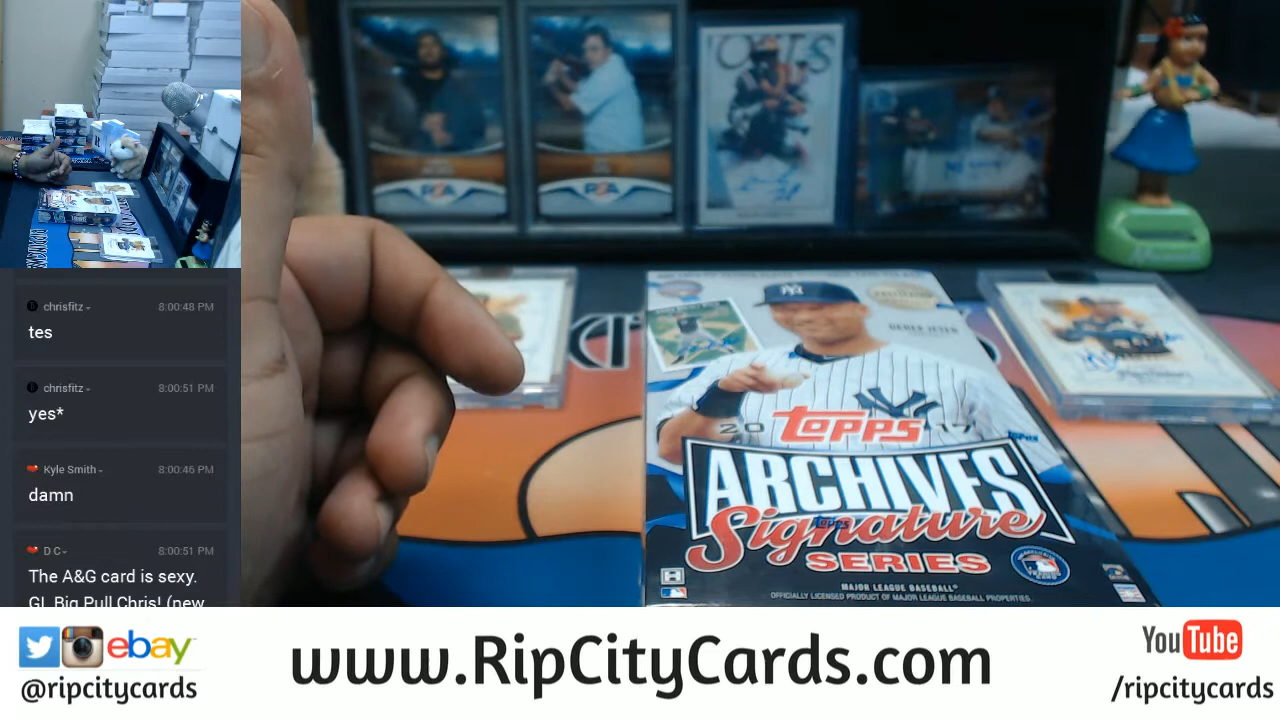 chrisfitz
8:00:48 PM
tes
chrisfitz
8:00:51 PM
yes*
Kyle Smith
8:00:46 PM
damn
D C
8:00:51 PM
The A&G card is sexy.
GL Big Pull Chris! (new
DEREK JETER
2017
topps
ARCHIVES
Signature
SERIES
MAJOR LEAGUE BASEBALL
OFFICIALLY LICENSED PRODUCT OF MAJOR LEAGUE BASEBALL PROPERTIES.
ebay
@ripcitycards
www.RipCityCards.com
YouTube
/ripcitycards